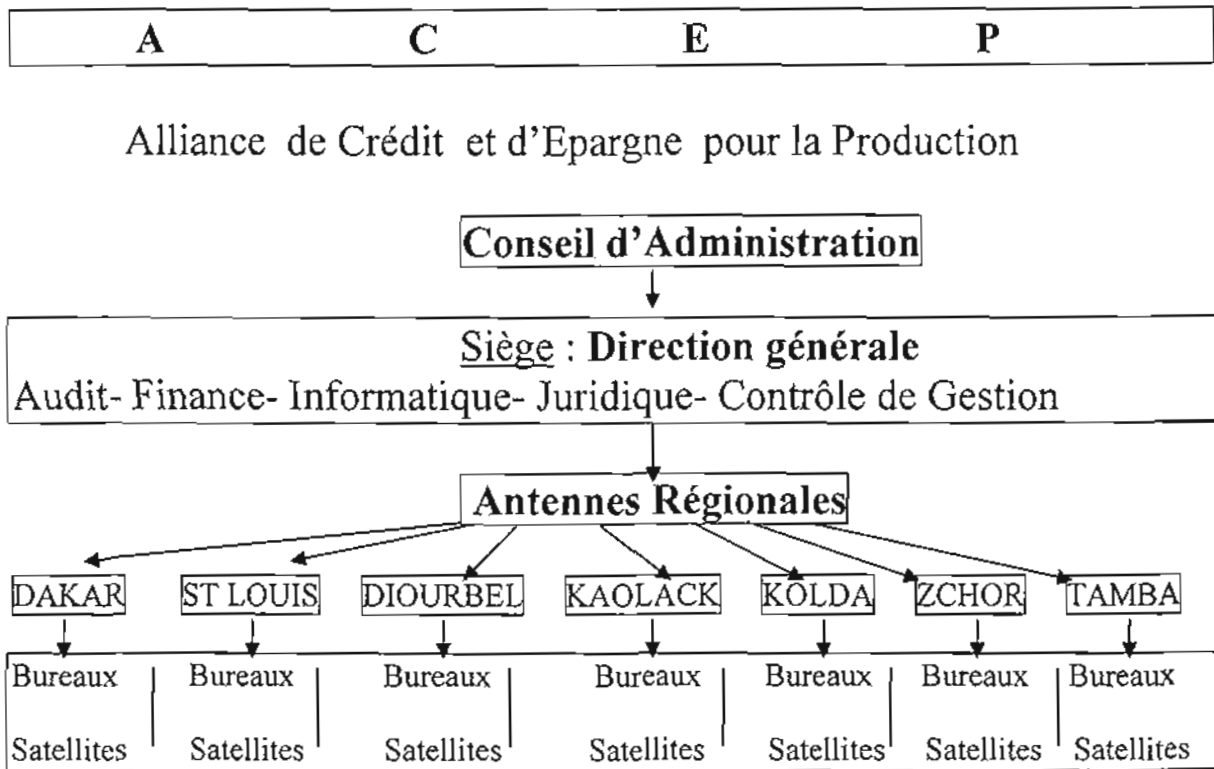 A C E P
Alliance de Crédit et d'Epargne pour la Production
Conseil d'Administration
Siège : Direction générale
Audit- Finance- Informatique- Juridique- Contrôle de Gestion
Antennes Régionales
DAKAR ST LOUIS DIOURBEL KAOLACK KOLDA ZCHOR TAMBA
Bureaux Bureaux Bureaux Bureaux Bureaux Bureaux Bureaux
Satellites Satellites Satellites Satellites Satellites Satellites Satellites